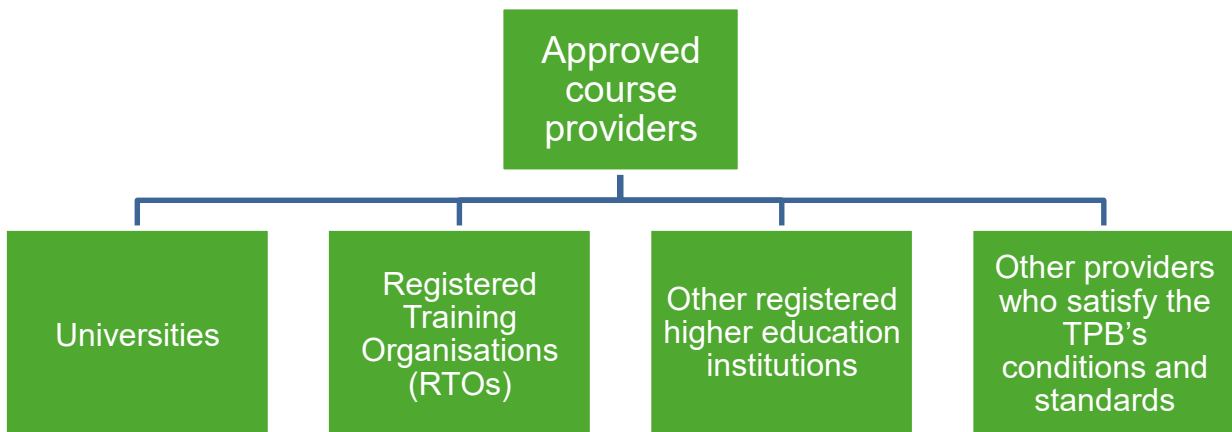 Approved
course
providers
Universities
Registered
Training
Organisations
(RTOs)
Other registered
higher education
institutions
Other providers
who satisfy the
TPB’s
conditions and
standards